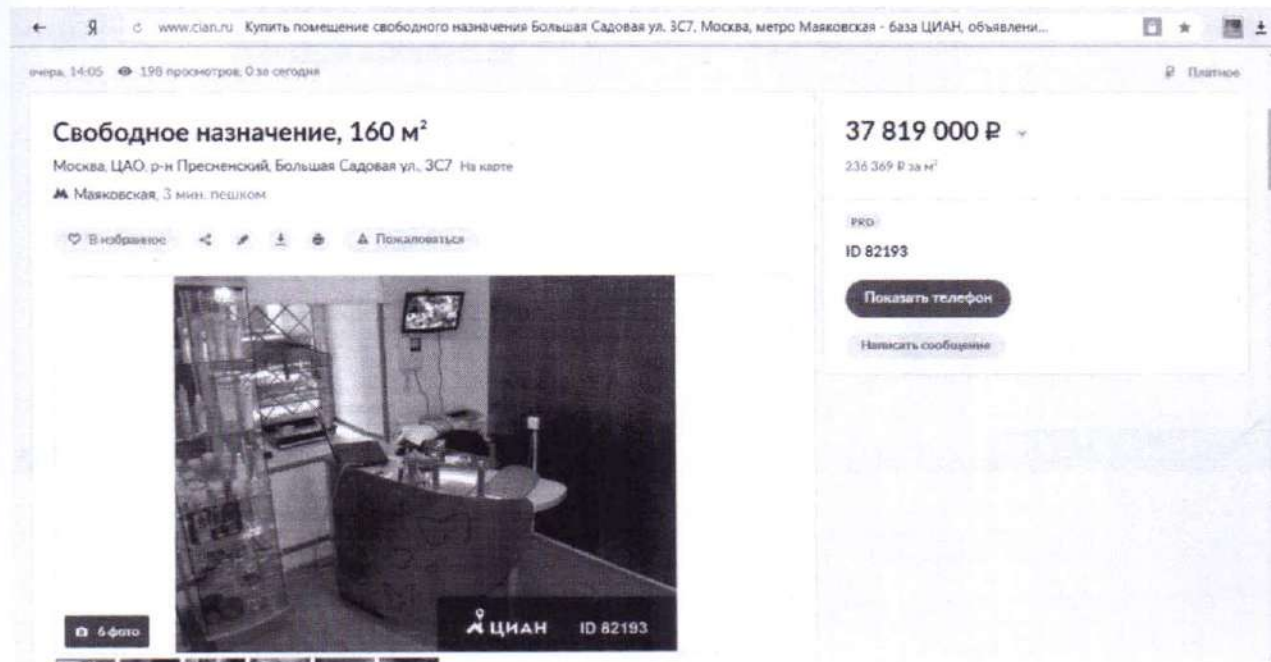 www.cian.ru Купить помещение свободного назначения Большая Садовая ул. 3С7, Москва, метро Маяковская - база ЦИАН, объявлени...
вчера, 14:05 198 просмотров, 0 за сегодня
Платное
Свободное назначение, 160 м²
Москва, ЦАО, р-н Пресненский, Большая Садовая ул., 3С7 На карте
Маяковская, 3 мин. пешком
В избранное
Пожаловаться
37 819 000 ₽
236 369 ₽ за м²
PRO
ID 82193
Показать телефон
Написать сообщение
6 фото
ЦИАН ID 82193